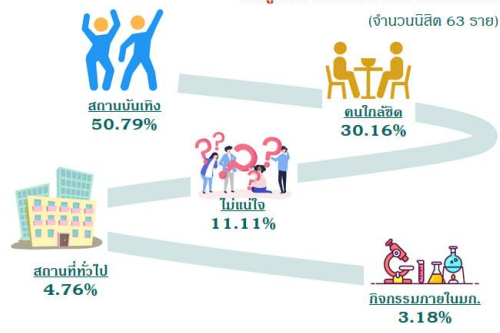 (จำนวนนิสิต 63 ราย)
สถานบันเทิง
50.79%
คนใกล้ชิด
30.16%
ไม่แน่ใจ
11.11%
สถานที่ทั่วไป
4.76%
กิจกรรมภายในมก.
3.18%